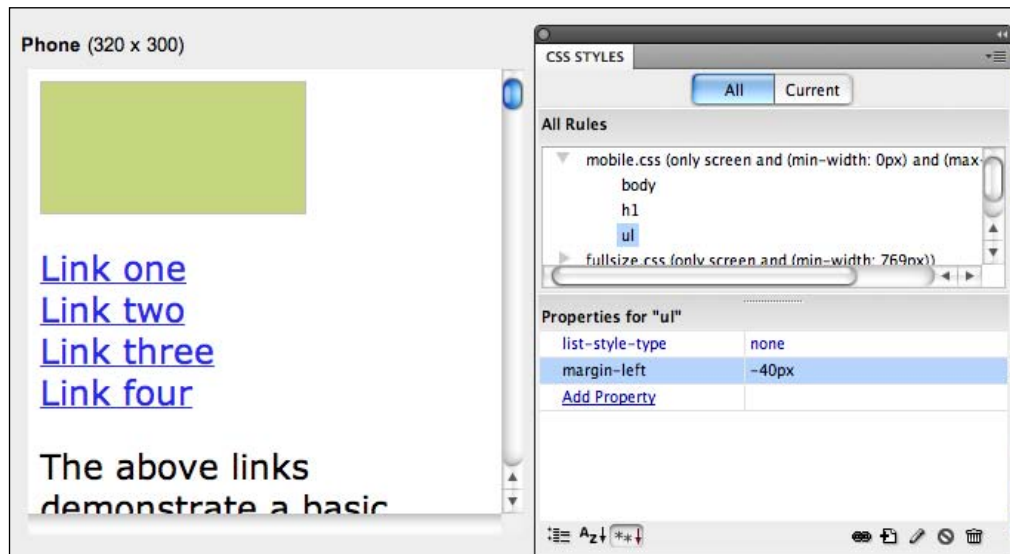 Phone (320 x 300)
Link one
Link two
Link three
Link four
The above links
demonstrate a basic
CSS STYLES
All Current
All Rules
mobile.css (only screen and (min-width: 0px) and (max-
body
h1
ul
fullsize.css (only screen and (min-width: 769px))
Properties for "ul"
list-style-type none
margin-left -40px
Add Property
Az↓ **↓